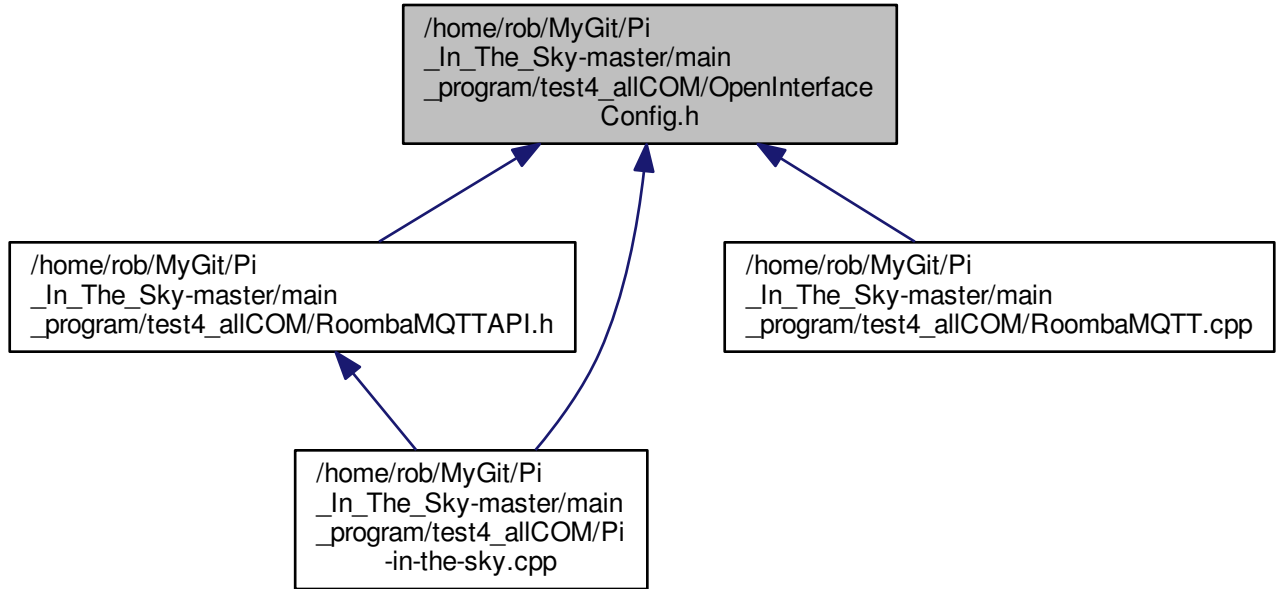 /home/rob/MyGit/Pi
_In_The_Sky-master/main
_program/test4_allCOM/OpenInterface
Config.h
/home/rob/MyGit/Pi
_In_The_Sky-master/main
_program/test4_allCOM/RoombaMQTTAPI.h
/home/rob/MyGit/Pi
_In_The_Sky-master/main
_program/test4_allCOM/RoombaMQTT.cpp
/home/rob/MyGit/Pi
_In_The_Sky-master/main
_program/test4_allCOM/Pi
-in-the-sky.cpp